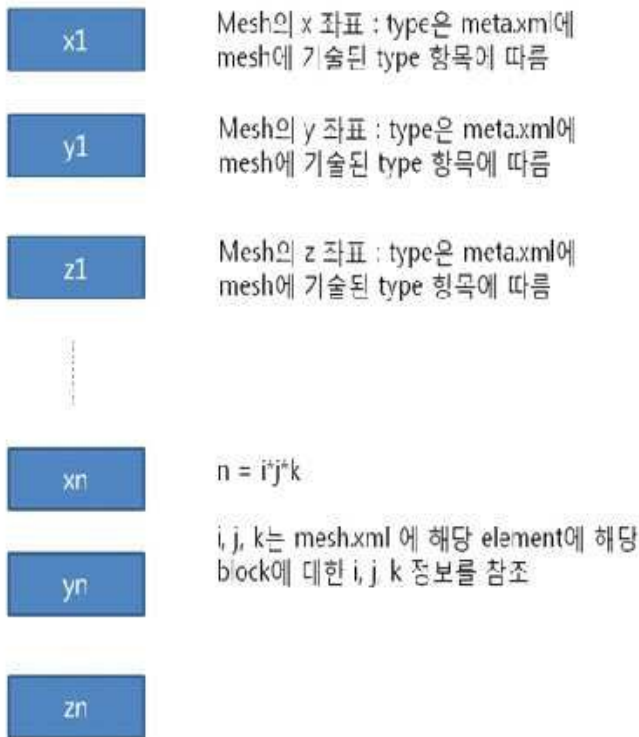 x1
Mesh의 x 좌표 : type은 meta.xml에
mesh에 기술된 type 항목에 따름
y1
Mesh의 y 좌표 : type은 meta.xml에
mesh에 기술된 type 항목에 따름
z1
Mesh의 z 좌표 : type은 meta.xml에
mesh에 기술된 type 항목에 따름
xn
n = i*j*k
i, j, k는 mesh.xml 에 해당 element에 해당
block에 대한 i, j, k 정보를 참조
yn
zn